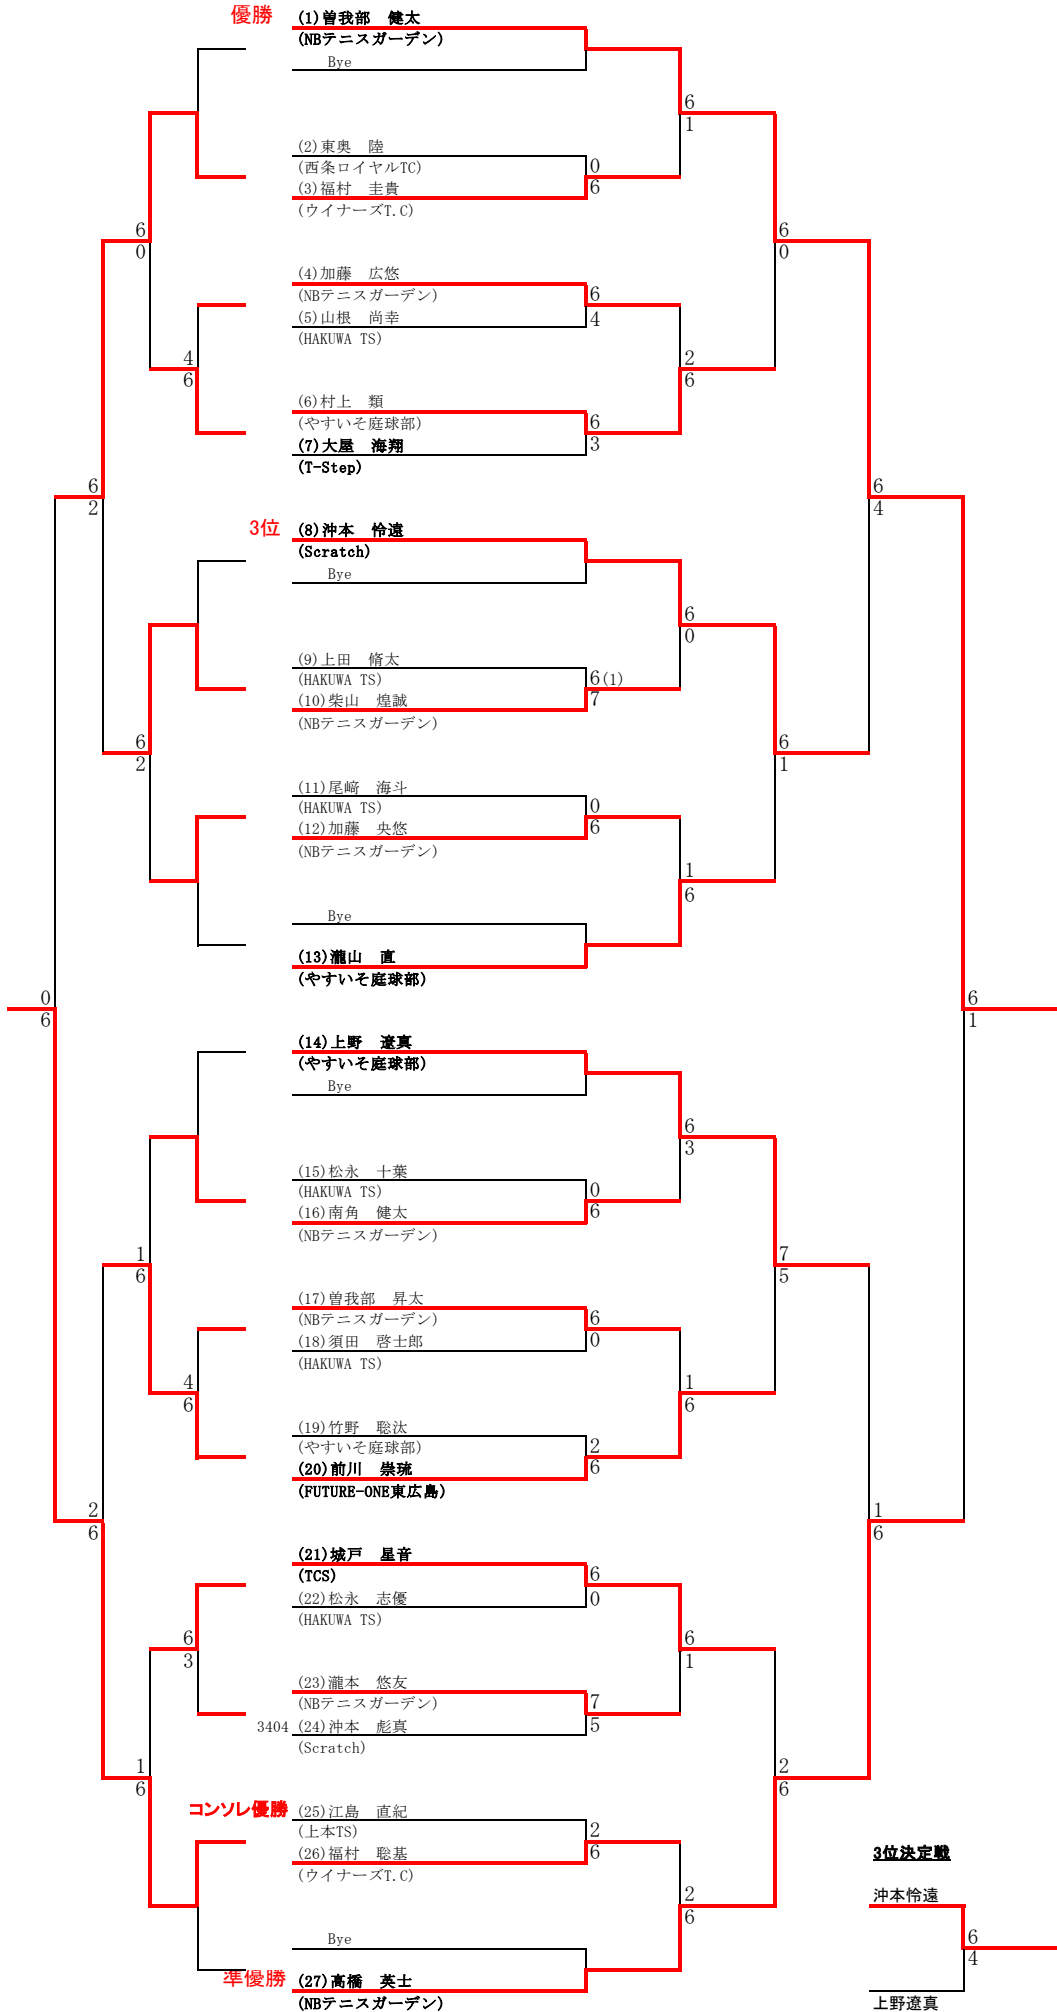 優勝 (1)曽我部　健太
(NBテニスガーデン)
Bye
6
1
(2)東奥　陸
(西条ロイヤルTC)
0
(3)福村　圭貴
6
(ウイナーズT.C)
6
0
6
0
(4)加藤　広悠
(NBテニスガーデン)
6
(5)山根　尚幸
4
(HAKUWA TS)
4
6
2
6
(6)村上　類
(やすいそ庭球部)
6
(7)大屋　海翔
3
(T-Step)
6
2
6
4
3位 (8)沖本　怜遠
(Scratch)
Bye
6
0
(9)上田　脩太
(HAKUWA TS)
6(1)
(10)柴山　煌誠
7
(NBテニスガーデン)
6
2
6
1
(11)尾﨑　海斗
(HAKUWA TS)
0
(12)加藤　央悠
6
(NBテニスガーデン)
1
6
Bye
(13)瀧山　直
(やすいそ庭球部)
0
6
6
1
(14)上野　遼真
(やすいそ庭球部)
Bye
6
3
(15)松永　十葉
(HAKUWA TS)
0
(16)南角　健太
6
(NBテニスガーデン)
1
6
7
5
(17)曽我部　昇太
(NBテニスガーデン)
6
(18)須田　啓士郎
0
(HAKUWA TS)
4
6
1
6
(19)竹野　聡汰
(やすいそ庭球部)
2
(20)前川　崇琉
6
(FUTURE-ONE東広島)
2
6
1
6
(21)城戸　星音
(TCS)
6
(22)松永　志優
0
(HAKUWA TS)
6
3
6
1
(23)瀧本　悠友
(NBテニスガーデン)
7
3404 (24)沖本　彪真
5
(Scratch)
1
6
2
6
コンソレ優勝 (25)江島　直紀
(上本TS)
2
(26)福村　聡基
6
(ウイナーズT.C)
2
6
Bye
準優勝 (27)高橋　英士
(NBテニスガーデン)
3位決定戦
沖本怜遠
6
4
上野遼真